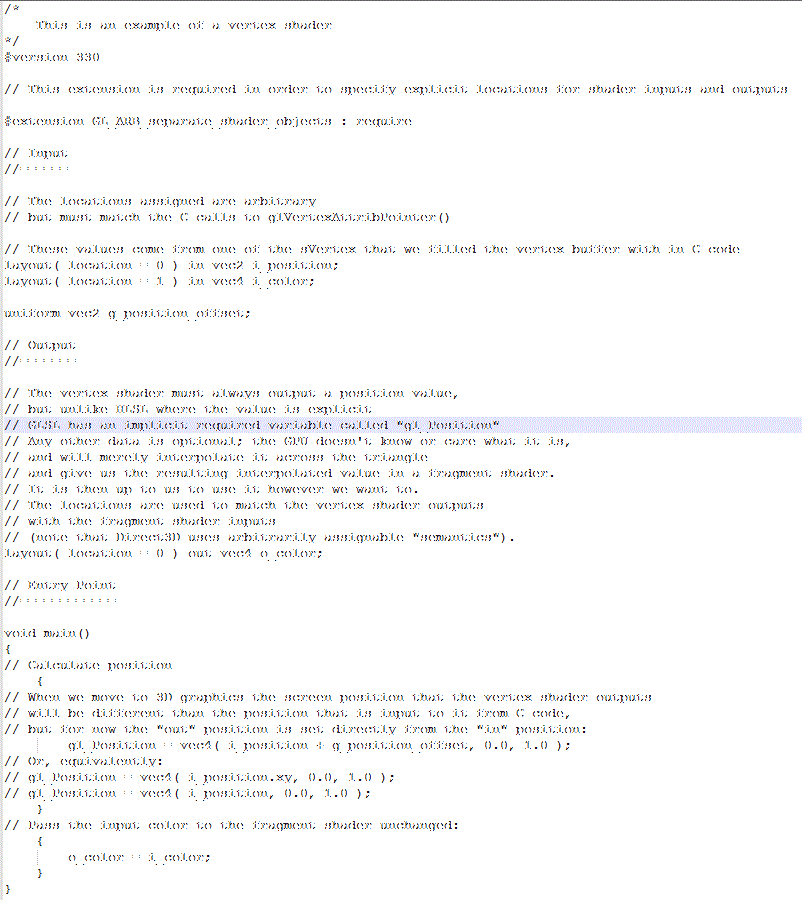 /*
This is an example of a vertex shader
*/
#version 330
// This extension is required in order to specify explicit locations for shader inputs and outputs
#extension GL_ARB_separate_shader_objects : require
// Input
//======
// The locations assigned are arbitrary
// but must match the C calls to glVertexAttribPointer()
// These values come from one of the sVertex that we filled the vertex buffer with in C code
layout( location = 0 ) in vec2 i_position;
layout( location = 1 ) in vec4 i_color;
uniform vec2 g_position_offset;
// Output
//=======
// The vertex shader must always output a position value,
// but unlike HLSL where the value is explicit
// GLSL has an implicit required variable called "gl_Position"
// Any other data is optional; the GPU doesn't know or care what it is,
// and will merely interpolate it across the triangle
// and give us the resulting interpolated value in a fragment shader.
// It is then up to us to use it however we want to.
// The locations are used to match the vertex shader outputs
// with the fragment shader inputs
// (note that Direct3D uses arbitrarily assignable "semantics").
layout( location = 0 ) out vec4 o_color;
// Entry Point
//============
void main()
{
// Calculate position
{
// When we move to 3D graphics the screen position that the vertex shader outputs
// will be different than the position that is input to it from C code,
// but for now the "out" position is set directly from the "in" position:
gl_Position = vec4( i_position + g_position_offset, 0.0, 1.0 );
// Or, equivalently:
// gl_Position = vec4( i_position.xy, 0.0, 1.0 );
// gl_Position = vec4( i_position, 0.0, 1.0 );
}
// Pass the input color to the fragment shader unchanged:
{
o_color = i_color;
}
}